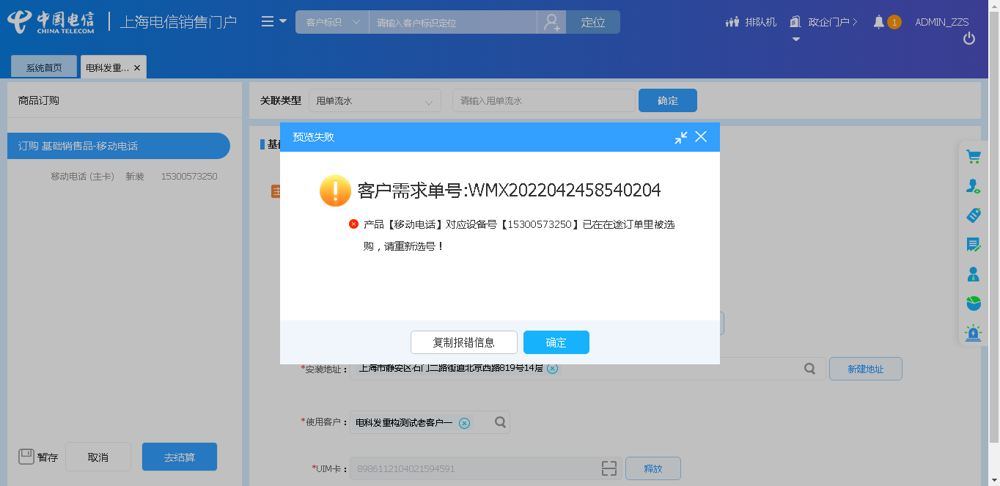 中国电信
CHINA TELECOM
上海电信销售门户
客户标识
请输入客户标识定位
定位
排队机
政企门户
1
ADMIN_ZZS
系统首页
电科发重...
商品订购
关联类型
甩单流水
请输入甩单流水
确定
订购 基础销售品-移动电话
移动电话 (主卡) 新装 15300573250
预览失败
客户需求单号:WMX2022042458540204
产品【移动电话】对应设备号【15300573250】已在在途订单里被选
购，请重新选号！
复制报错信息
确定
*安装地址：
上海市静安区石门二路街道北京西路819号14层
新建地址
*使用客户：
电科发重构测试老客户一
暂存
取消
去结算
*UIM卡：
8986112104021594591
释放